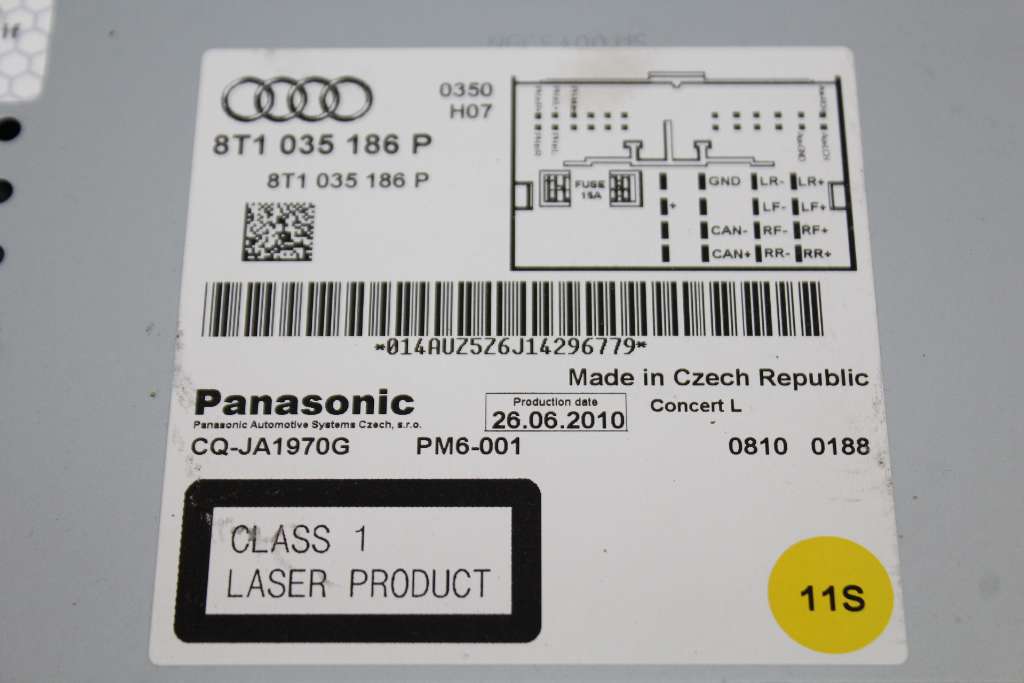 0350
H07
8T1 035 186 P
8T1 035 186 P
FUSE
15A
+
GND LR- LR+
LF- LF+
CAN- RF- RF+
CAN+ RR- RR+
*014AUZ5Z6J14296779*
Made in Czech Republic
Panasonic
Panasonic Automotive Systems Czech, s.r.o.
Production date
26.06.2010
Concert L
CQ-JA1970G PM6-001 0810 0188
CLASS 1
LASER PRODUCT
11S